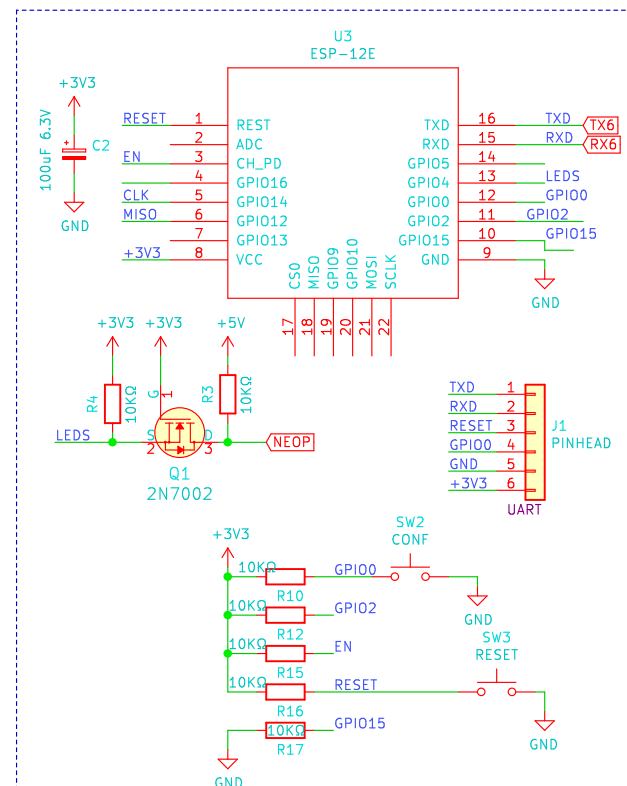 U3
ESP-12E
+3V3
100uF 6.3V
+
C2
GND
RESET 1 REST
2 ADC
EN 3 CH_PD
4 GPIO16
CLK 5 GPIO14
MISO 6 GPIO12
7 GPIO13
+3V3 8 VCC
TXD 16 TXD TX6
RXD 15 RXD RX6
GPIO5 14
GPIO4 13 LEDS
GPIO0 12 GPIO0
GPIO2 11 GPIO2
GPIO15 10 GPIO15
GND 9
GND
CS0 17
MISO 18
GPIO9 19
GPIO10 20
MOSI 21
SCLK 22
+3V3 +3V3 +5V
R4 10KΩ
G 1
R3 10KΩ
LEDS S 2 D 3 NEOP
Q1
2N7002
TXD 1
RXD 2
RESET 3
GPIO0 4
GND 5
+3V3 6
J1
PINHEAD
UART
+3V3
10KΩ GPIO0
R10
SW2
CONF
GND
10KΩ GPIO2
R12
10KΩ EN
R15
10KΩ RESET
R16
SW3
RESET
GND
10KΩ GPIO15
R17
GND